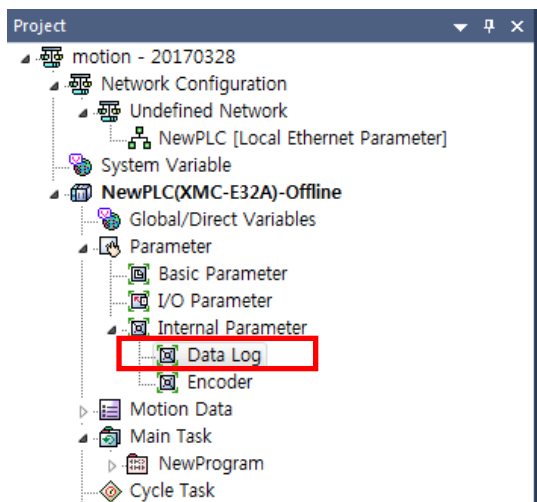 Project
motion - 20170328
Network Configuration
Undefined Network
NewPLC [Local Ethernet Parameter]
System Variable
NewPLC(XMC-E32A)-Offline
Global/Direct Variables
Parameter
Basic Parameter
I/O Parameter
Internal Parameter
Data Log
Encoder
Motion Data
Main Task
NewProgram
Cycle Task